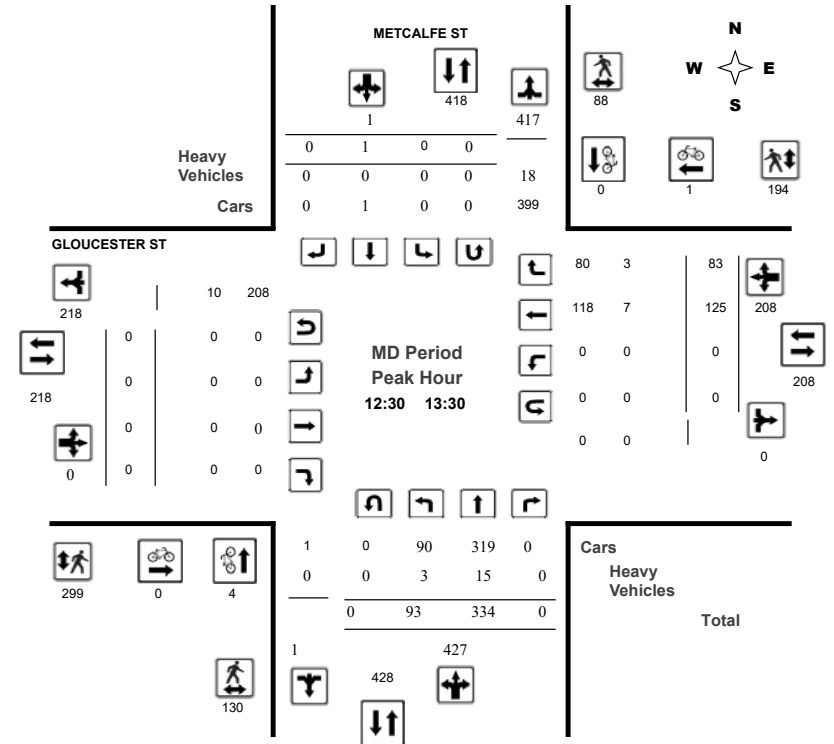 METCALFE ST
N
W E
S
418
88
1 417
0 1 0 0
Heavy
Vehicles 0 0 0 0 18
Cars 0 1 0 0 399
0 1 194
GLOUCESTER ST
218
10 208
0 0 0
218
0 0 0
0 0 0
0
0 0 0
MD Period
Peak Hour
12:30 13:30
80 3 83
118 7 125 208
0 0 0
208
0 0 0
0 0
0
299 0 4
130
1 0 90 319 0 Cars
0 0 3 15 0 Heavy
Vehicles
0 93 334 0 Total
1 427
428